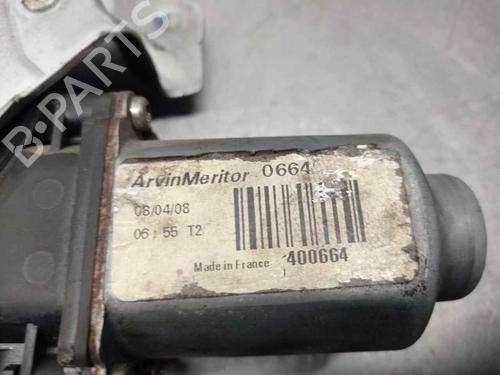 B-PARTS
ArvinMeritor 0664
08/04/08
06:55 T2
Made in France 400664